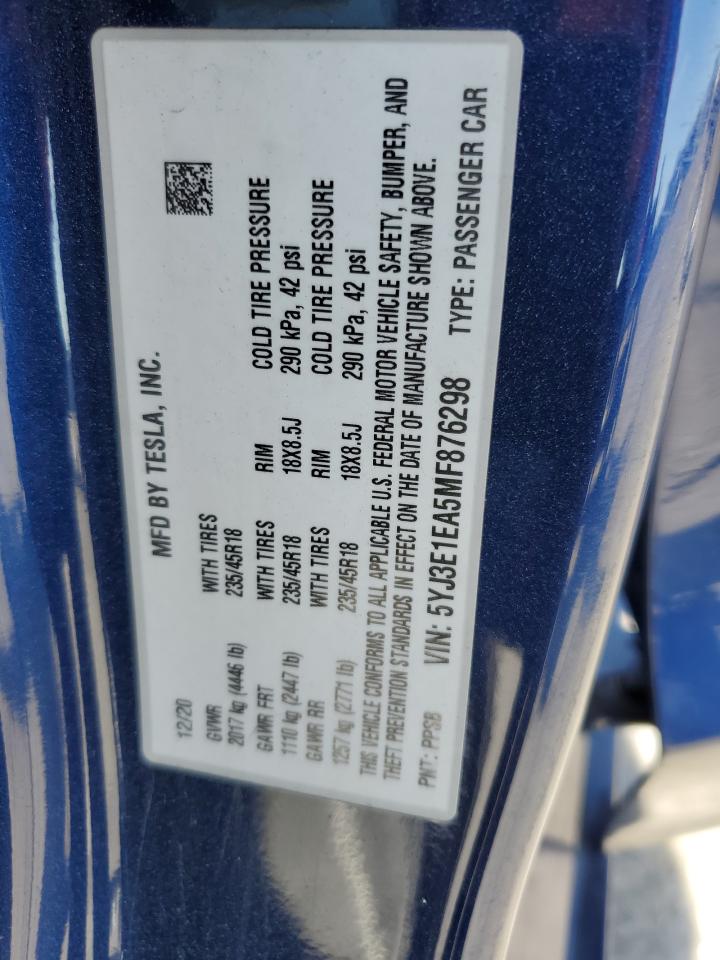 MFD BY TESLA, INC.
12/20
GVWR WITH TIRES
2017 kg (4446 lb) 235/45R18
GAWR FRT WITH TIRES RIM COLD TIRE PRESSURE
1110 kg (2447 lb) 235/45R18 18X8.5J 290 kPa, 42 psi
GAWR RR WITH TIRES RIM COLD TIRE PRESSURE
1257 kg (2771 lb) 235/45R18 18X8.5J 290 kPa, 42 psi
THIS VEHICLE CONFORMS TO ALL APPLICABLE U.S. FEDERAL MOTOR VEHICLE SAFETY, BUMPER, AND
THEFT PREVENTION STANDARDS IN EFFECT ON THE DATE OF MANUFACTURE SHOWN ABOVE.
PNT: PPSB VIN: 5YJ3E1EA5MF876298 TYPE: PASSENGER CAR